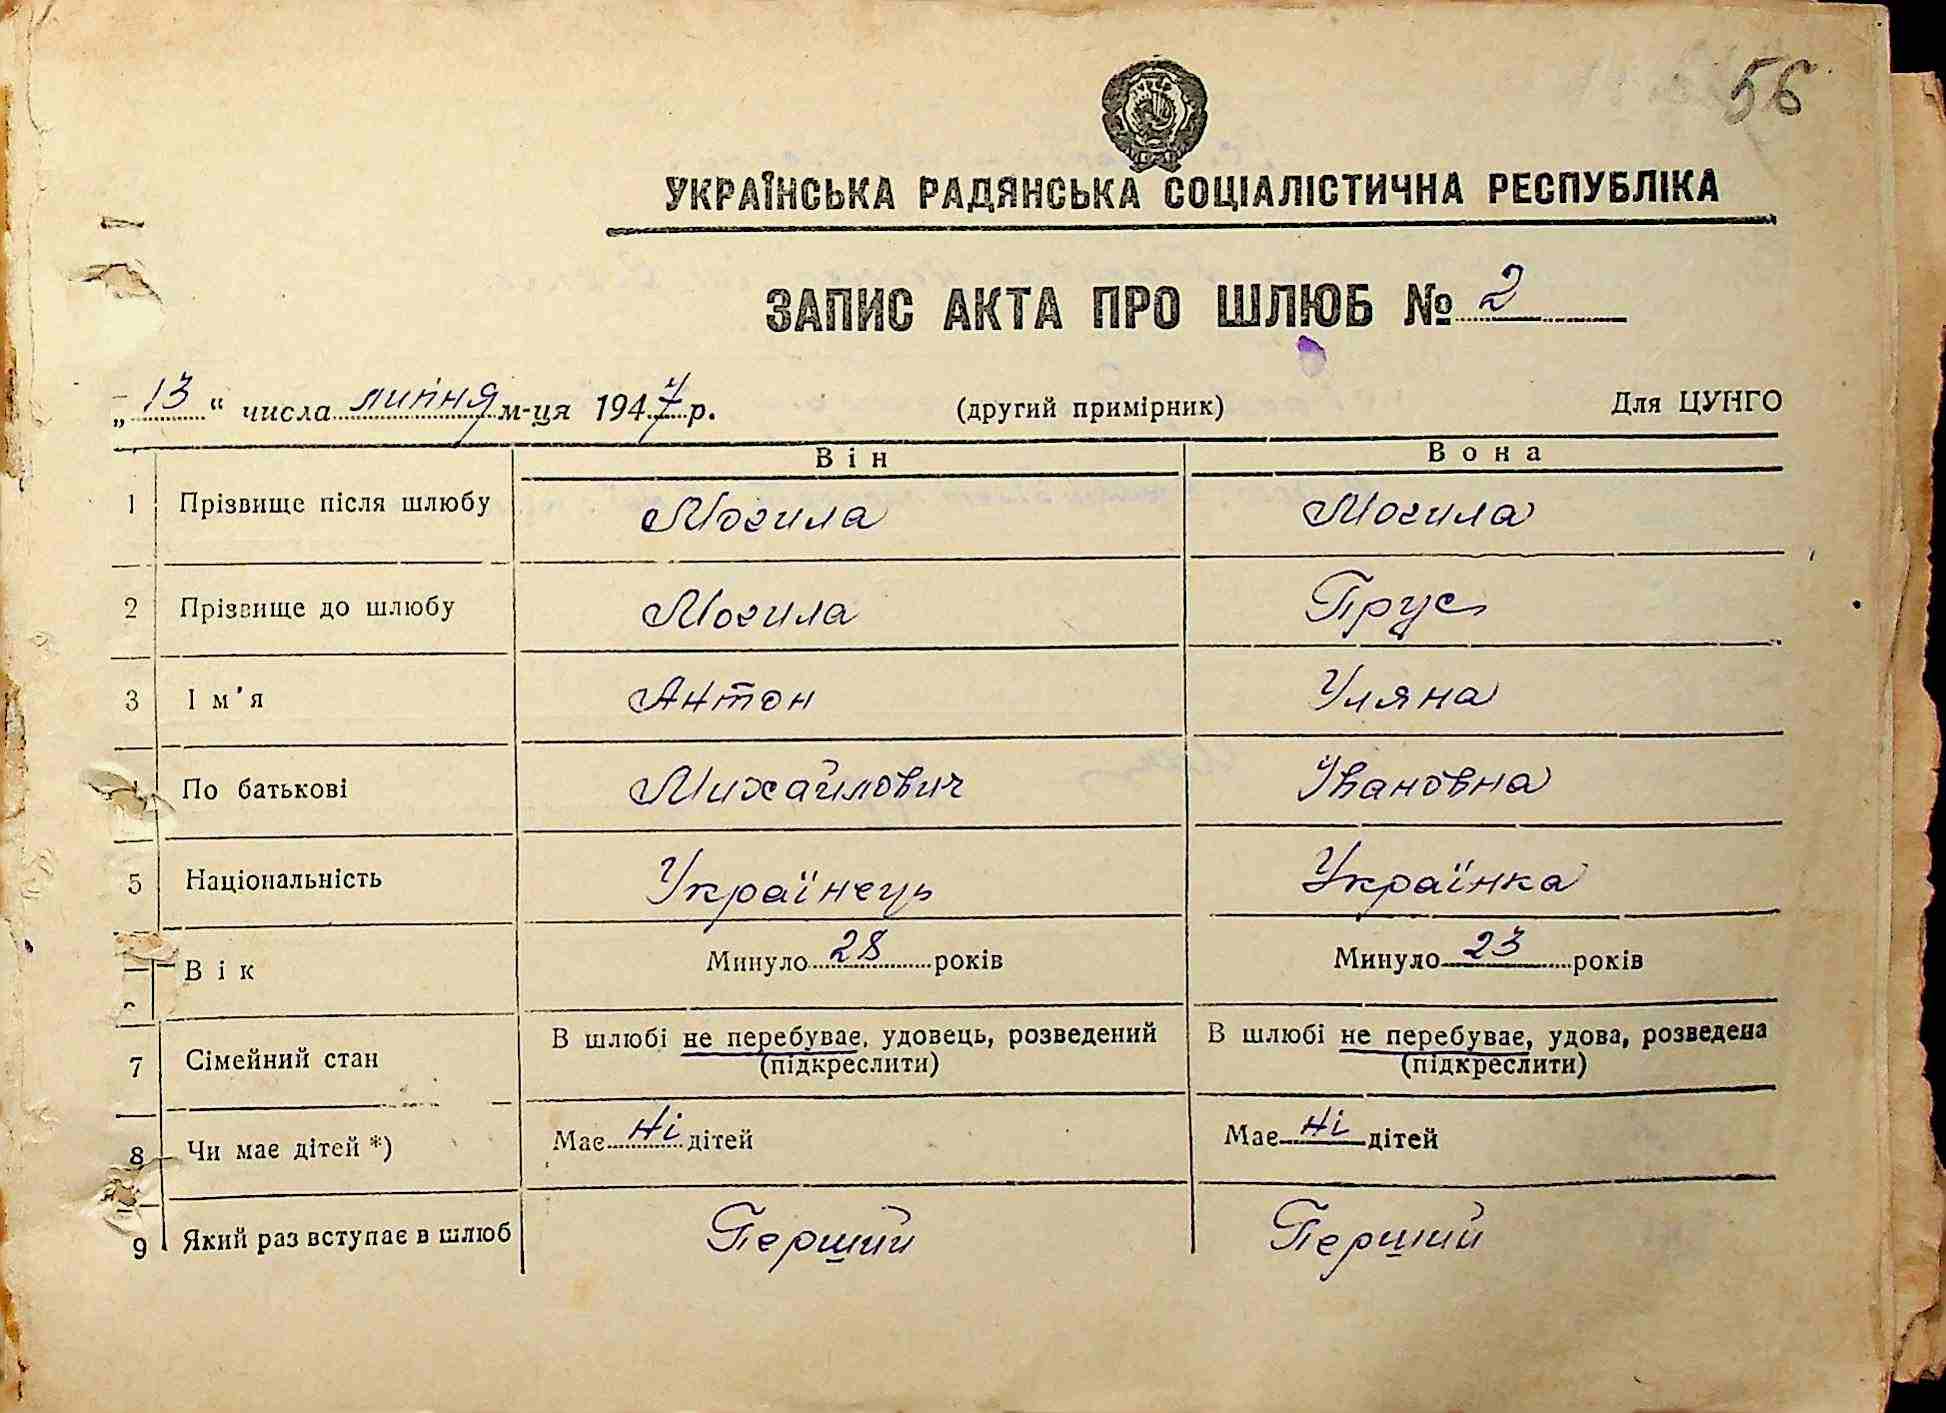 56
УКРАЇНСЬКА РАДЯНСЬКА СОЦІАЛІСТИЧНА РЕСПУБЛІКА
ЗАПИС АКТА ПРО ШЛЮБ № 2
„13“ числа липня м-ця 1947 р. (другий примірник) Для ЦУНГО
Він Вона
1 Прізвище після шлюбу Могила Могила
2 Прізвище до шлюбу Могила Прус
3 Ім'я Антон Уляна
По батькові Михайлович Івановна
5 Національність Українець Українка
Вік Минуло 28 років Минуло 23 років
7 Сімейний стан В шлюбі не перебуває, удовець, розведений (підкреслити) В шлюбі не перебуває, удова, розведена (підкреслити)
8 Чи має дітей *) Має ні дітей Має ні дітей
9 Який раз вступає в шлюб Перший Перший